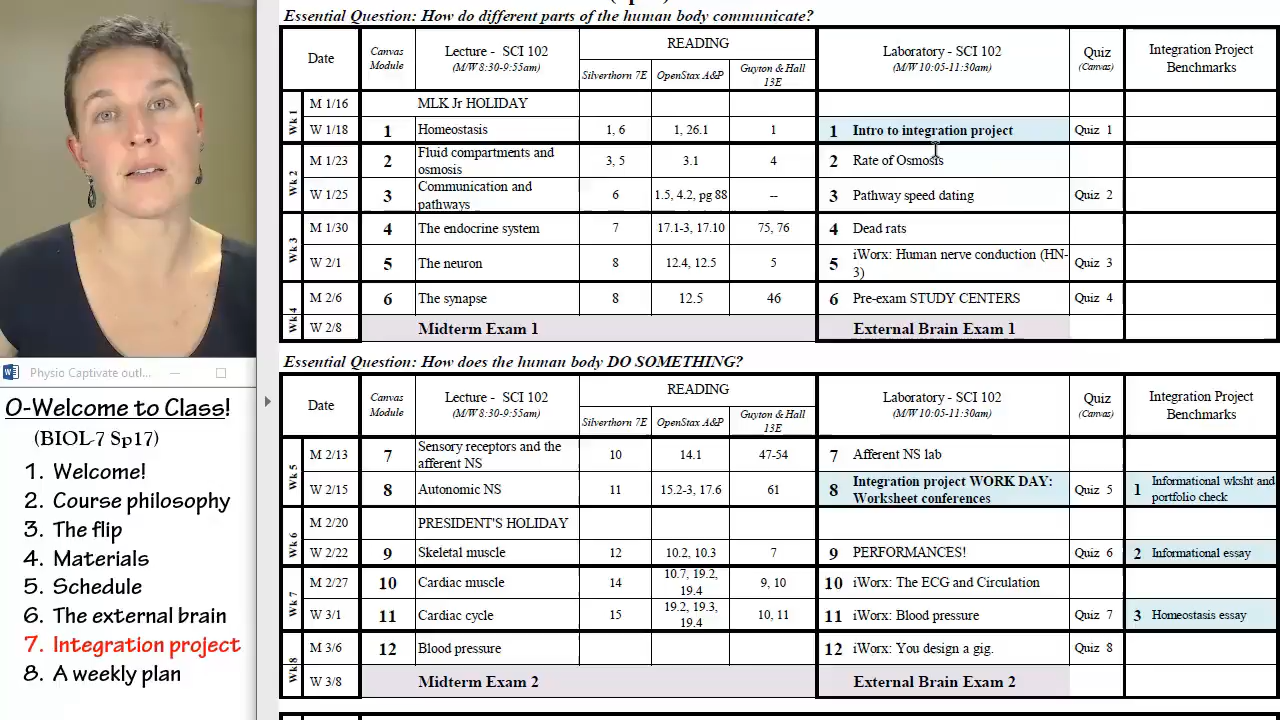 Essential Question: How do different parts of the human body communicate?
Date
Canvas
Module
Lecture - SCI 102
(M/W 8:30-9:55am)
READING
Silverthorn 7E
OpenStax A&P
Guyton & Hall
13E
Laboratory - SCI 102
(M/W 10:05-11:30am)
Quiz
(Canvas)
Integration Project
Benchmarks
Wk 1
M 1/16
MLK Jr HOLIDAY
W 1/18 1 Homeostasis 1, 6 1, 26.1 1 1 Intro to integration project Quiz 1
Wk 2
M 1/23 2 Fluid compartments and
osmosis 3, 5 3.1 4 2 Rate of Osmosis
W 1/25 3 Communication and
pathways 6 1.5, 4.2, pg 88 -- 3 Pathway speed dating Quiz 2
Wk 3
M 1/30 4 The endocrine system 7 17.1-3, 17.10 75, 76 4 Dead rats
W 2/1 5 The neuron 8 12.4, 12.5 5 5 iWorx: Human nerve conduction (HN-
3) Quiz 3
Wk 4
M 2/6 6 The synapse 8 12.5 46 6 Pre-exam STUDY CENTERS Quiz 4
W 2/8 Midterm Exam 1 External Brain Exam 1
Essential Question: How does the human body DO SOMETHING?
Date
Canvas
Module
Lecture - SCI 102
(M/W 8:30-9:55am)
READING
Silverthorn 7E
OpenStax A&P
Guyton & Hall
13E
Laboratory - SCI 102
(M/W 10:05-11:30am)
Quiz
(Canvas)
Integration Project
Benchmarks
Wk 5
M 2/13 7 Sensory receptors and the
afferent NS 10 14.1 47-54 7 Afferent NS lab
W 2/15 8 Autonomic NS 11 15.2-3, 17.6 61 8 Integration project WORK DAY:
Worksheet conferences Quiz 5 1 Informational wksht and
portfolio check
Wk 6
M 2/20 PRESIDENT'S HOLIDAY
W 2/22 9 Skeletal muscle 12 10.2, 10.3 7 9 PERFORMANCES! Quiz 6 2 Informational essay
Wk 7
M 2/27 10 Cardiac muscle 14 10.7, 19.2,
19.4 9, 10 10 iWorx: The ECG and Circulation
W 3/1 11 Cardiac cycle 15 19.2, 19.3,
19.4 10, 11 11 iWorx: Blood pressure Quiz 7 3 Homeostasis essay
Wk 8
M 3/6 12 Blood pressure 12 iWorx: You design a gig. Quiz 8
W 3/8 Midterm Exam 2 External Brain Exam 2
Physio Captivate outl...
0-Welcome to Class!
(BIOL-7 Sp17)
1. Welcome!
2. Course philosophy
3. The flip
4. Materials
5. Schedule
6. The external brain
7. Integration project
8. A weekly plan